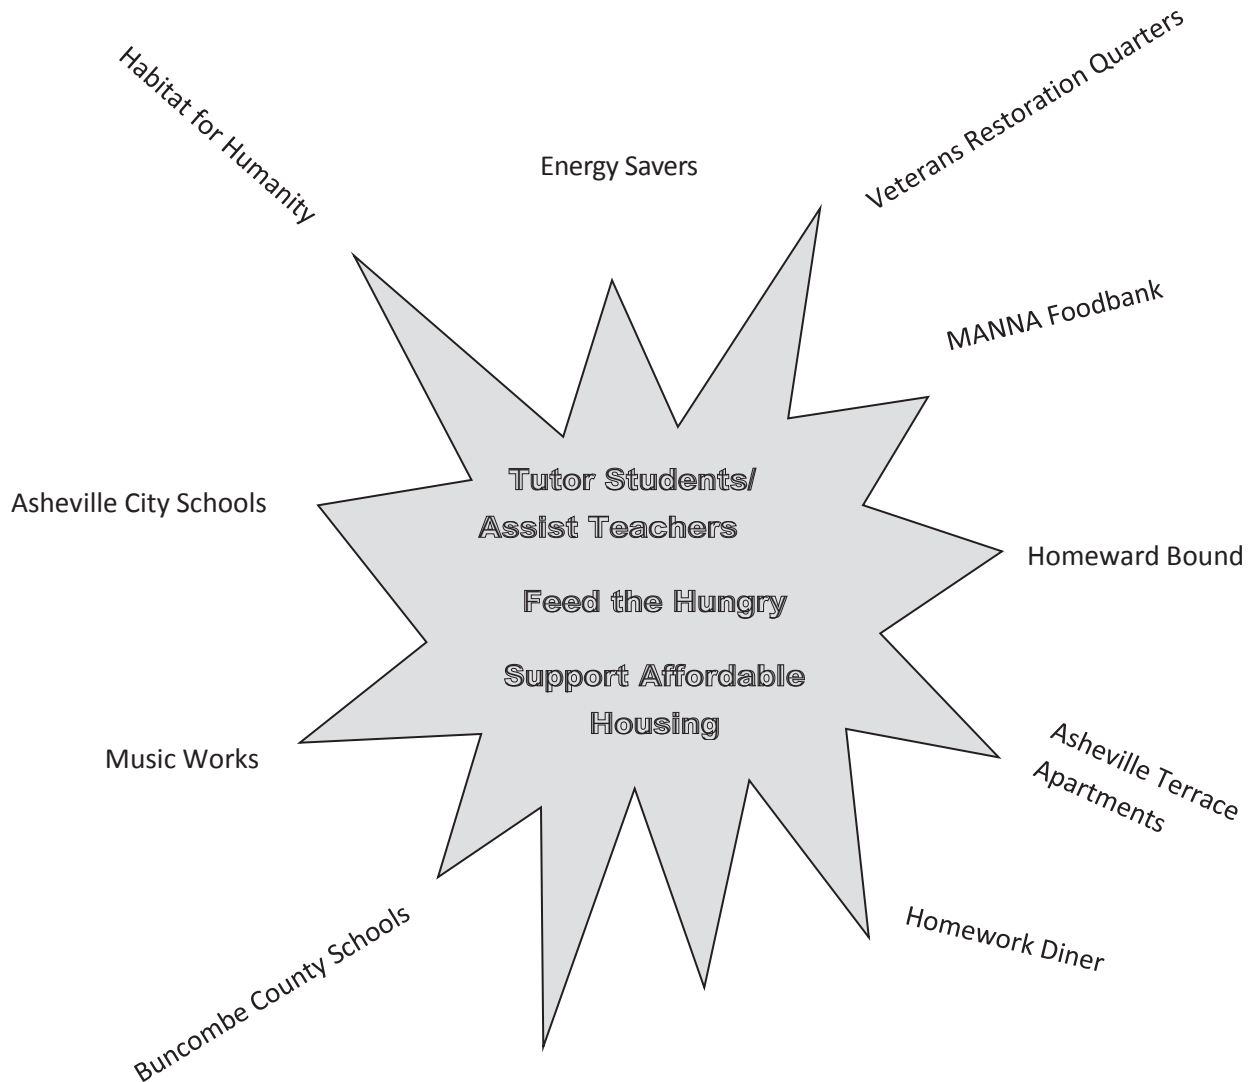 Habitat for Humanity
Energy Savers
Veterans Restoration Quarters
MANNA Foodbank
Asheville City Schools
Tutor Students/
Assist Teachers
Feed the Hungry
Support Affordable
Housing
Homeward Bound
Music Works
Asheville Terrace
Apartments
Buncombe County Schools
Homework Diner